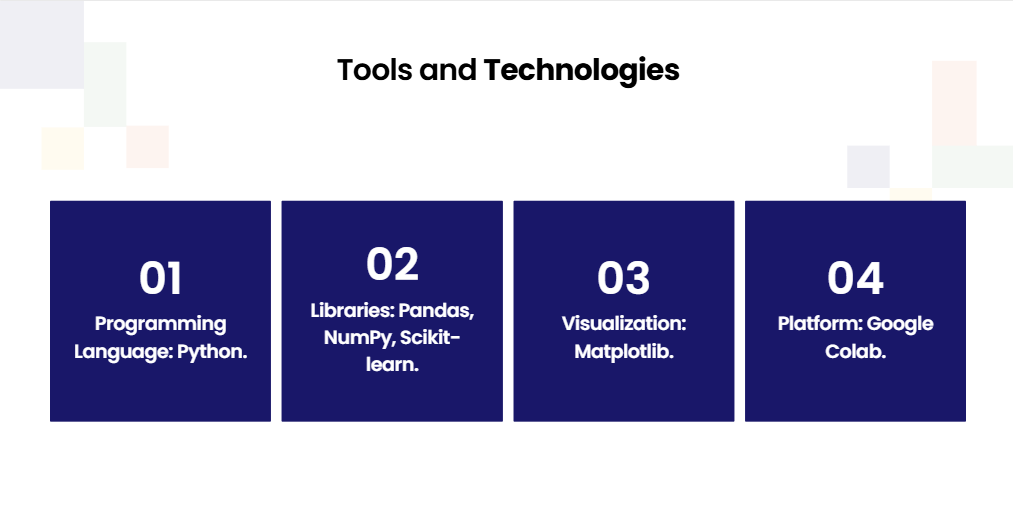 Tools and Technologies
01
Programming
Language: Python.
02
Libraries: Pandas,
NumPy, Scikit-
learn.
03
Visualization:
Matplotlib.
04
Platform: Google
Colab.